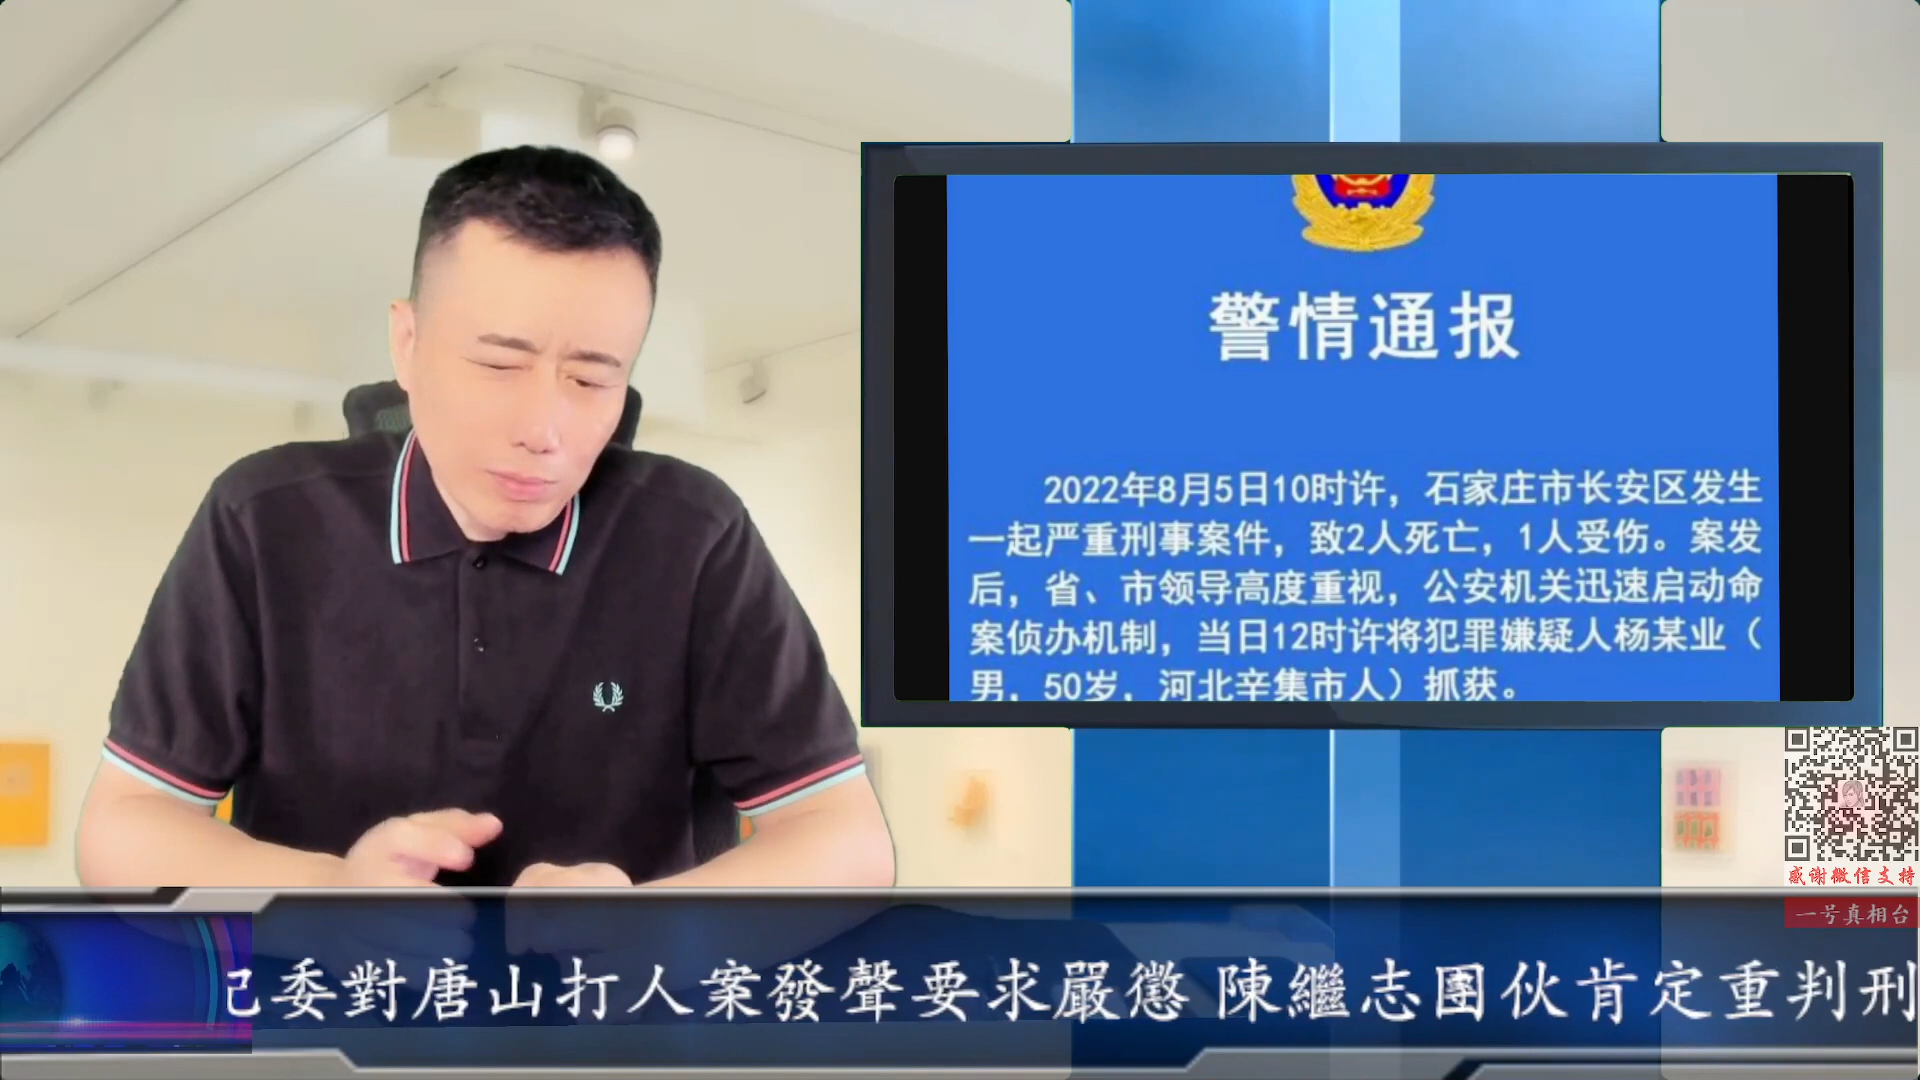 警情通报
2022年8月5日10时许，石家庄市长安区发生
一起严重刑事案件，致2人死亡，1人受伤。案发
后，省、市领导高度重视，公安机关迅速启动命
案侦办机制，当日12时许将犯罪嫌疑人杨某业（
男，50岁，河北辛集市人）抓获。
感谢微信支持
一号真相台
委對唐山打人案發聲要求嚴懲 陳繼志團伙肯定重判刑